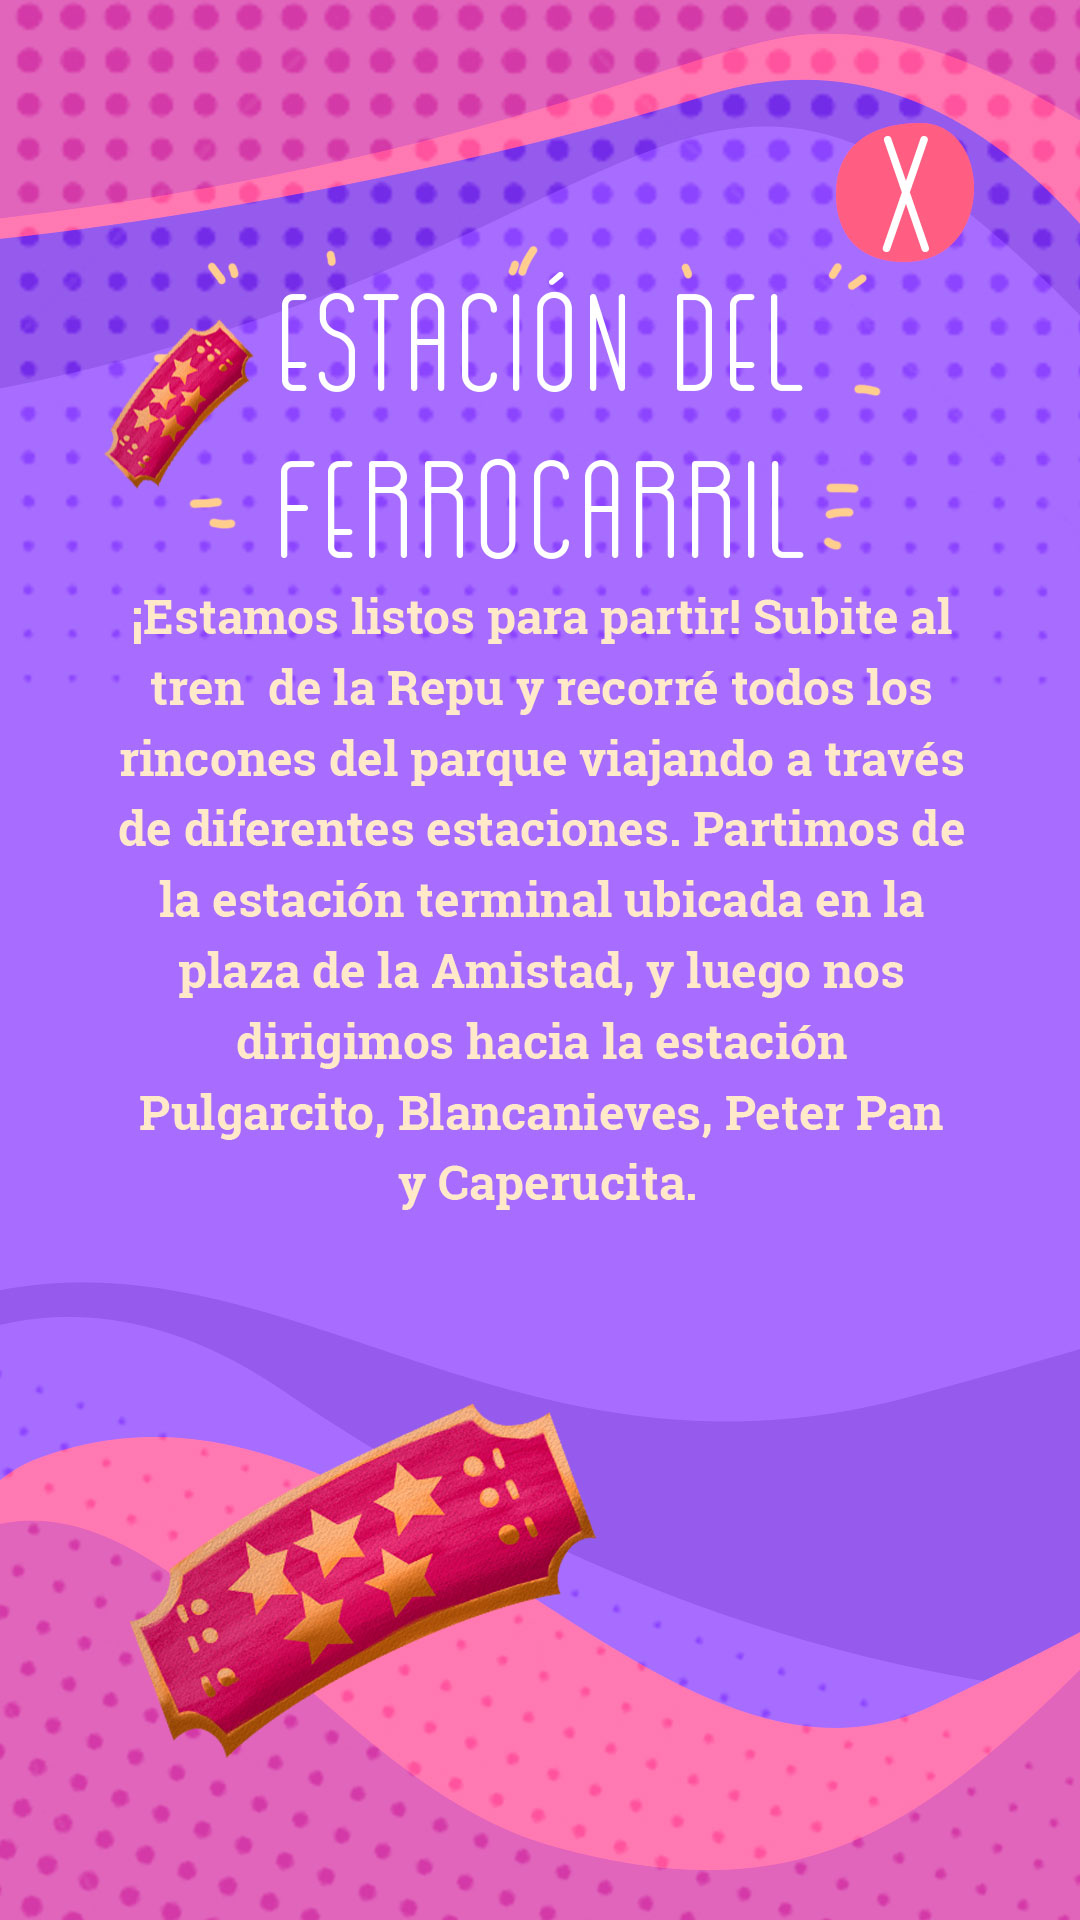 X
ESTACIÓN DEL
FERROCARRIL
¡Estamos listos para partir! Subite al
tren  de la Repu y recorré todos los
rincones del parque viajando a través
de diferentes estaciones. Partimos de
la estación terminal ubicada en la
plaza de la Amistad, y luego nos
dirigimos hacia la estación
Pulgarcito, Blancanieves, Peter Pan
y Caperucita.